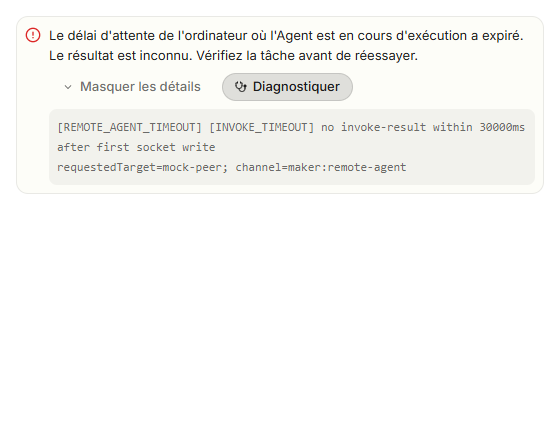 Le délai d'attente de l'ordinateur où l'Agent est en cours d'exécution a expiré.
Le résultat est inconnu. Vérifiez la tâche avant de réessayer.
Masquer les détails
Diagnostiquer
[REMOTE_AGENT_TIMEOUT] [INVOKE_TIMEOUT] no invoke-result within 30000ms
after first socket write
requestedTarget=mock-peer; channel=maker:remote-agent